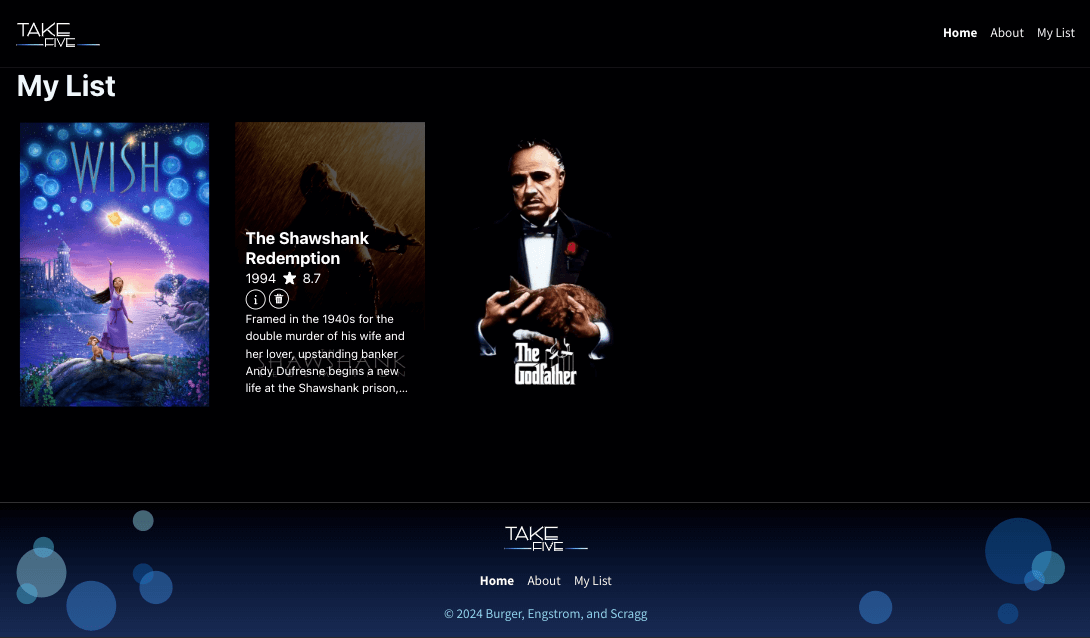 TAKE
FIVE
Home About My List
My List
WISH
The Shawshank
Redemption
1994 8.7
Framed in the 1940s for the
double murder of his wife and
her lover, upstanding banker
Andy Dufresne begins a new
life at the Shawshank prison,...
SHAWSHANK
The
Godfather
TAKE
FIVE
Home About My List
© 2024 Burger, Engstrom, and Scragg